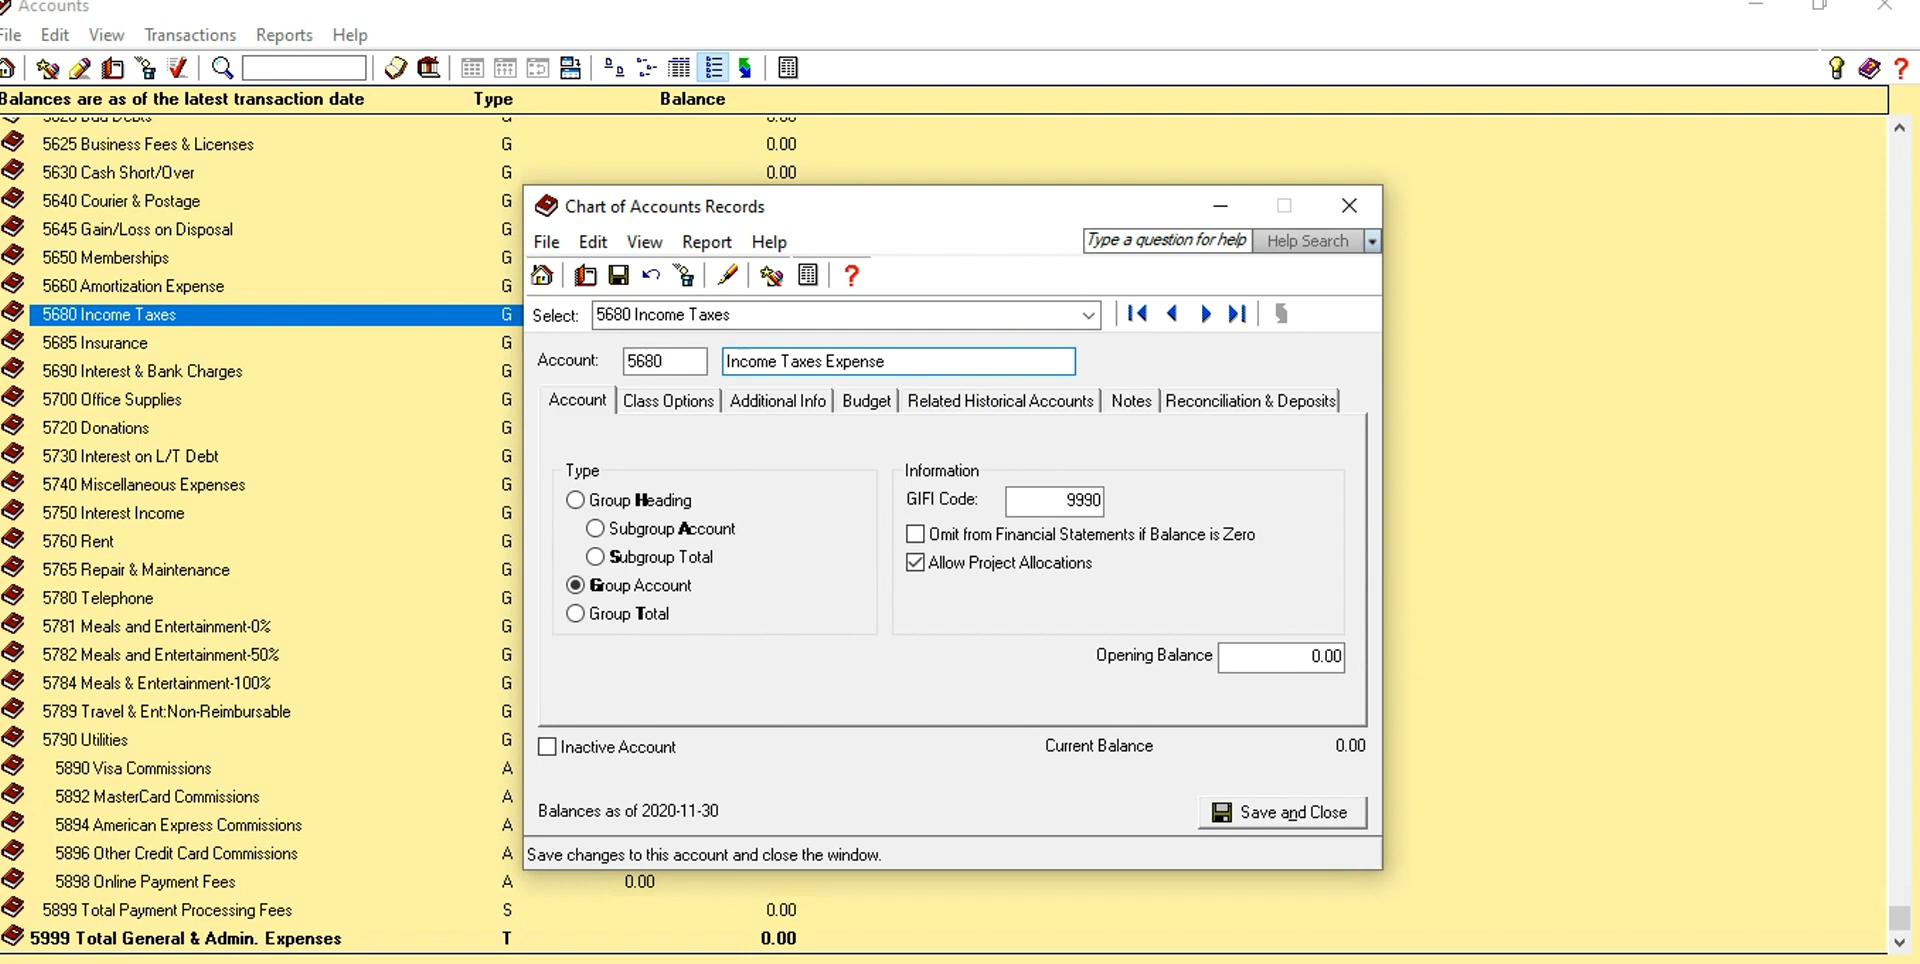 Accounts
File Edit View Transactions Reports Help
Balances are as of the latest transaction date Type Balance
5625 Business Fees & Licenses G 0.00
5630 Cash Short/Over G 0.00
5640 Courier & Postage G
5645 Gain/Loss on Disposal G
5650 Memberships G
5660 Amortization Expense G
5680 Income Taxes G
5685 Insurance G
5690 Interest & Bank Charges G
5700 Office Supplies G
5720 Donations G
5730 Interest on L/T Debt G
5740 Miscellaneous Expenses G
5750 Interest Income G
5760 Rent G
5765 Repair & Maintenance G
5780 Telephone G
5781 Meals and Entertainment-0% G
5782 Meals and Entertainment-50% G
5784 Meals & Entertainment-100% G
5789 Travel & Ent:Non-Reimbursable G
5790 Utilities G
5890 Visa Commissions A
5892 MasterCard Commissions A
5894 American Express Commissions A
5896 Other Credit Card Commissions A
5898 Online Payment Fees A 0.00
5899 Total Payment Processing Fees S 0.00
5999 Total General & Admin. Expenses T 0.00
Chart of Accounts Records
File Edit View Report Help Type a question for help Help Search
Select: 5680 Income Taxes
Account: 5680 Income Taxes Expense
Account Class Options Additional Info Budget Related Historical Accounts Notes Reconciliation & Deposits
Type
Group Heading
Subgroup Account
Subgroup Total
Group Account
Group Total
Information
GIFI Code: 9990
Omit from Financial Statements if Balance is Zero
Allow Project Allocations
Opening Balance 0.00
Inactive Account Current Balance 0.00
Balances as of 2020-11-30 Save and Close
Save changes to this account and close the window.